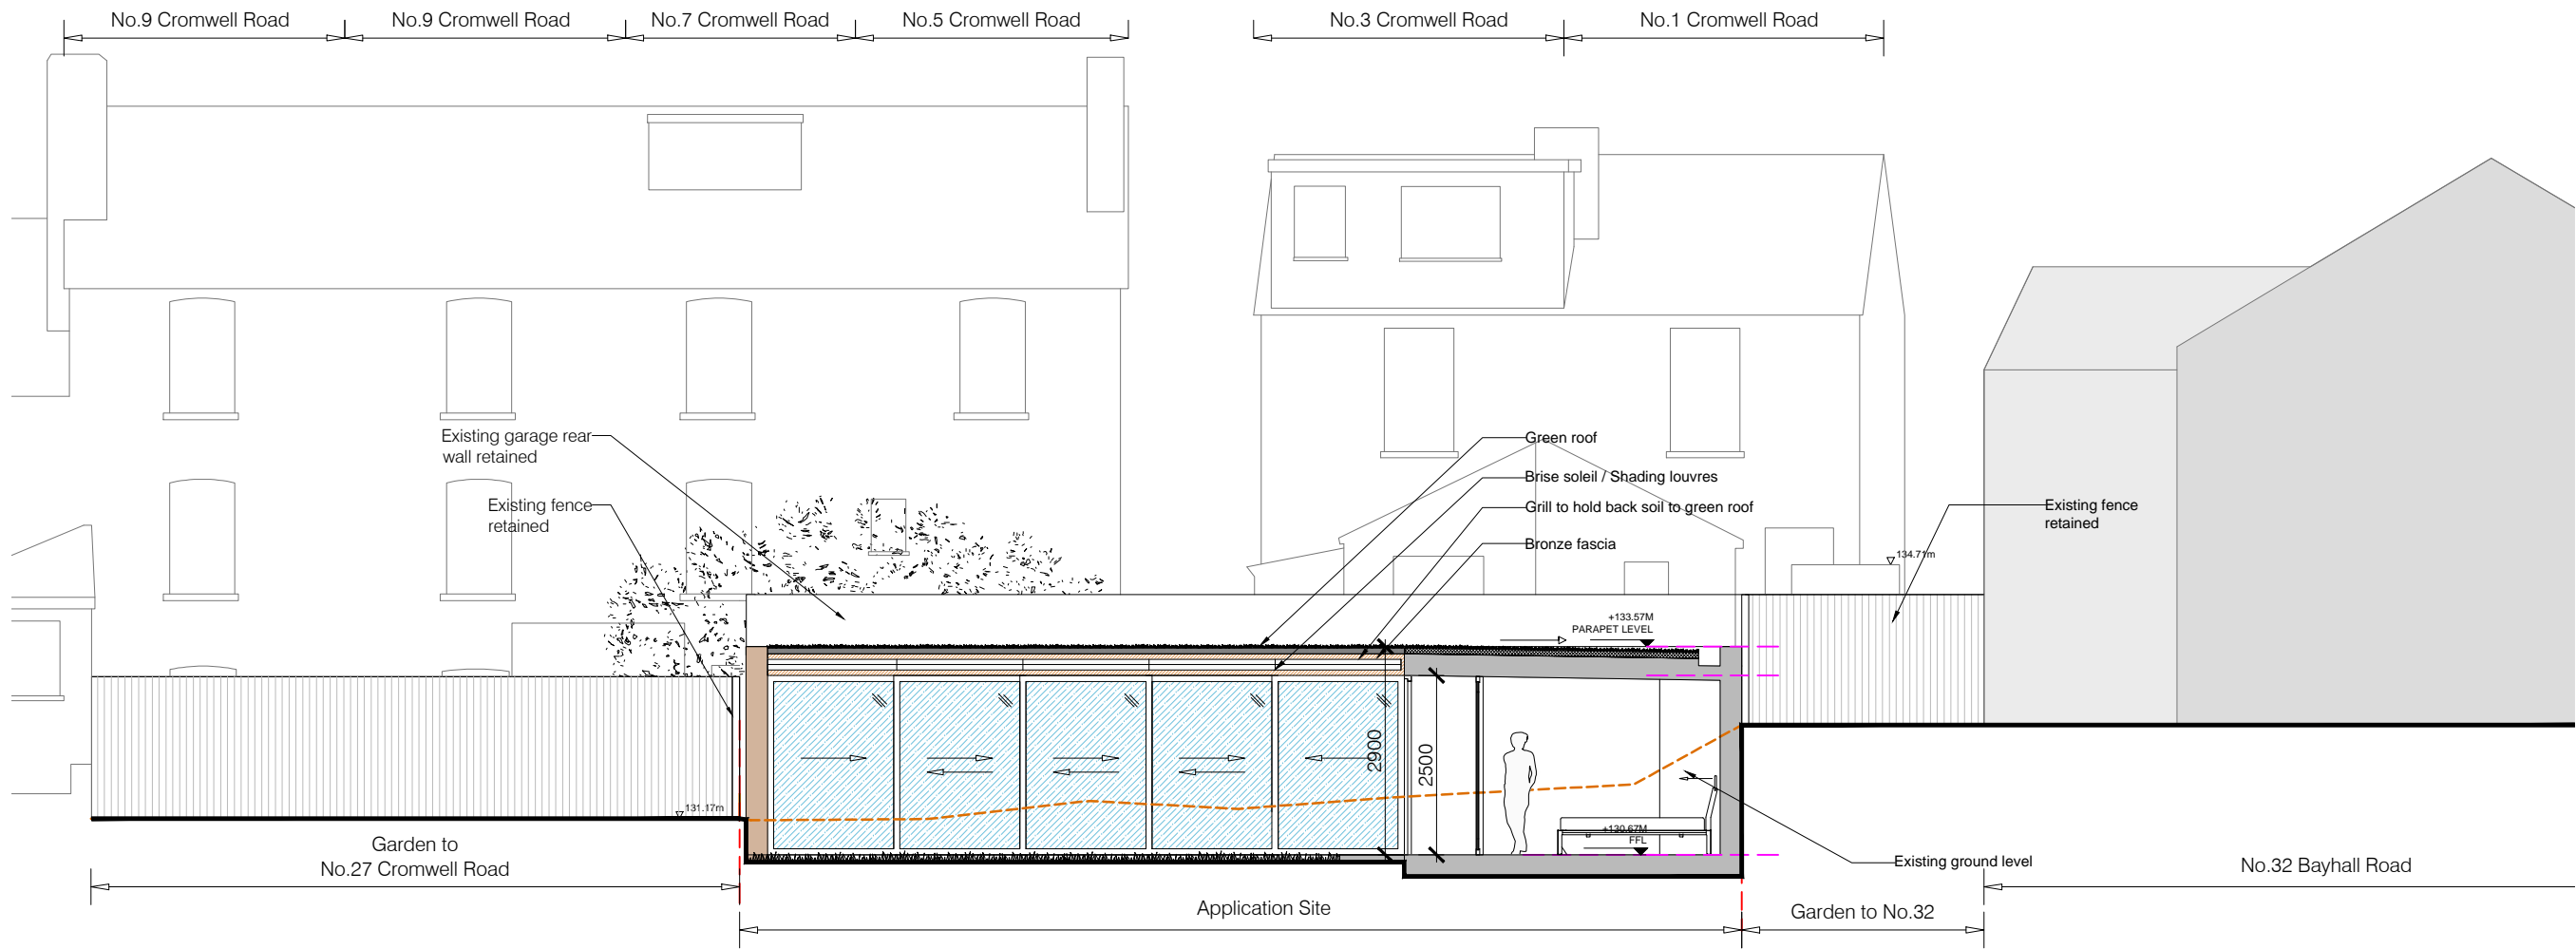 No.9 Cromwell Road
No.9 Cromwell Road
No.7 Cromwell Road
No.5 Cromwell Road
No.3 Cromwell Road
No.1 Cromwell Road
Existing garage rear
wall retained
Existing fence
retained
Green roof
Brise soleil / Shading louvres
Grill to hold back soil to green roof
Bronze fascia
Existing fence
retained
134.71m
+133.57M
PARAPET LEVEL
2900
2500
131.17m
+130.67M
FFL
Existing ground level
Garden to
No.27 Cromwell Road
Application Site
Garden to No.32
No.32 Bayhall Road